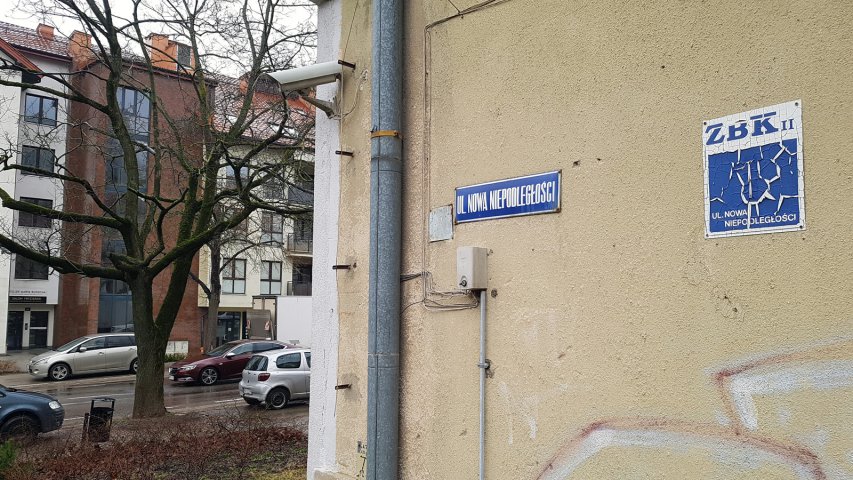 UL. NOWA NIEPODLEGŁOŚCI
ZBK II
UL. NOWA
NIEPODLEGŁOŚCI